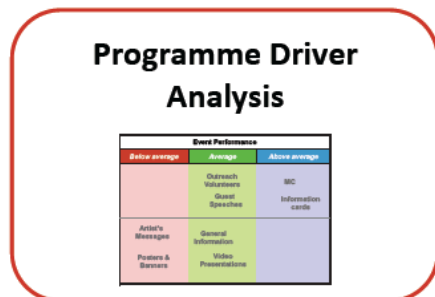 Programme Driver
Analysis
Event Performance
Below average Average Above average
Outreach
Volunteers
Guest
Speeches
MC
Information
cards
Artist's
Messages
Posters &
Banners
General
Information
Video
Presentations